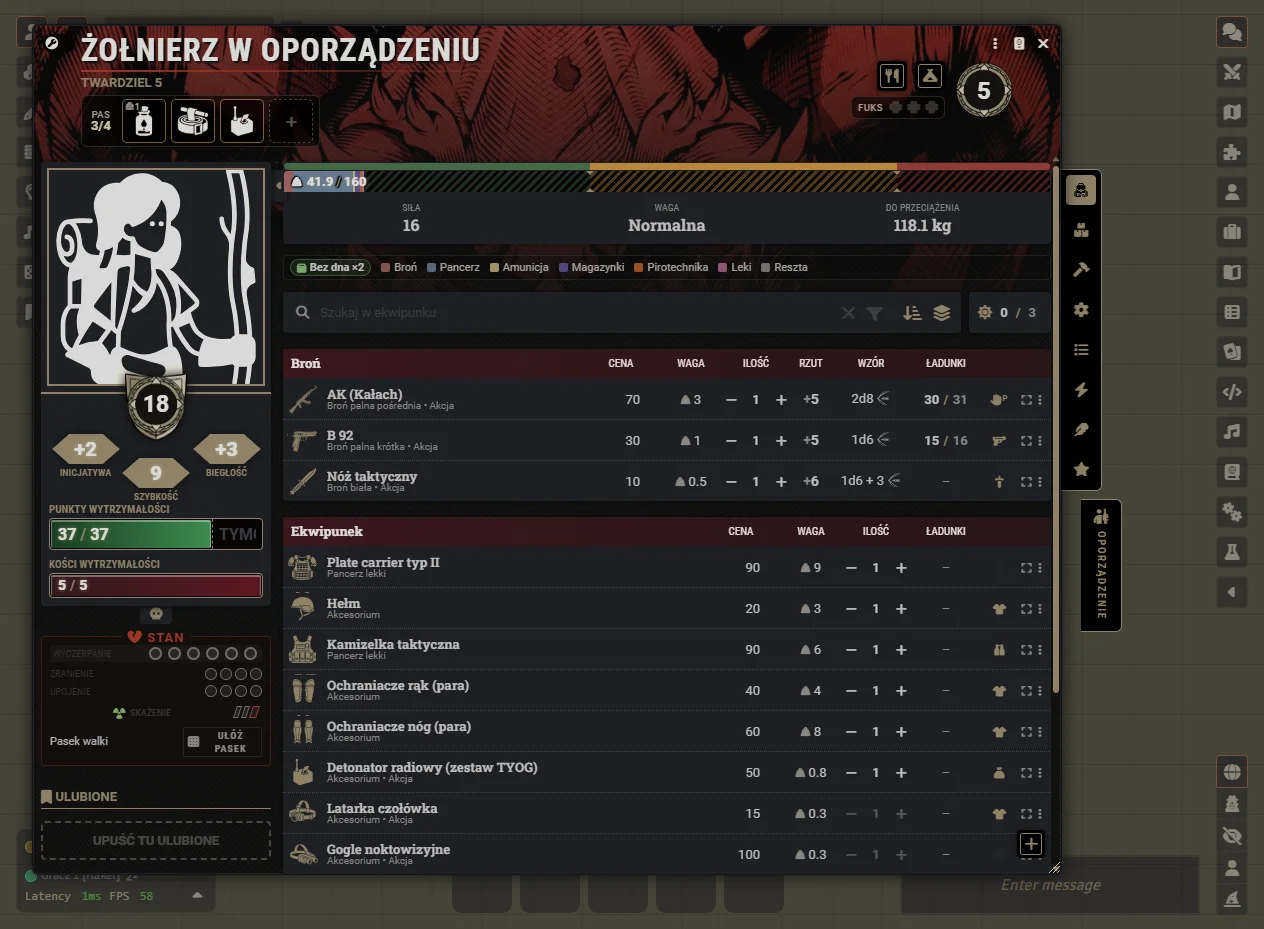 ŻOŁNIERZ W OPORZĄDZENIU
TWARDZIEL 5
PAS
3/4
1
+
FUKS
5
41.9 / 160
SIŁA
16
WAGA
Normalna
DO PRZECIĄŻENIA
118.1 kg
Bez dna ×2 Broń Pancerz Amunicja Magazynki Pirotechnika Leki Reszta
Szukaj w ekwipunku
0 / 3
Broń CENA WAGA ILOŚĆ RZUT WZÓR ŁADUNKI
AK (Kałach) 70 3 1 +5 2d8 30 / 31
Broń palna pośrednia • Akcja
B 92 30 1 1 +5 1d6 15 / 16
Broń palna krótka • Akcja
Nóż taktyczny 10 0.5 1 +6 1d6 + 3 –
Broń biała • Akcja
Ekwipunek CENA WAGA ILOŚĆ ŁADUNKI
Plate carrier typ II 90 9 1 –
Pancerz lekki
Hełm 20 3 1 –
Akcesorium
Kamizelka taktyczna 90 6 1 –
Pancerz lekki
Ochraniacze rąk (para) 40 4 1 –
Akcesorium
Ochraniacze nóg (para) 60 8 1 –
Akcesorium
Detonator radiowy (zestaw TYOG) 50 0.8 1 –
Akcesorium • Akcja
Latarka czołówka 15 0.3 1 –
Akcesorium • Akcja
Gogle noktowizyjne 100 0.3 1 –
Akcesorium • Akcja
18
+2
INICJATYWA
9
SZYBKOŚĆ
+3
BIEGŁOŚĆ
PUNKTY WYTRZYMAŁOŚCI
37 / 37
KOŚCI WYTRZYMAŁOŚCI
5 / 5
STAN
WYCZERPANIE
ZRANIENIE
UPOJENIE
SKAŻENIE
Pasek walki
UŁÓŻ
PASEK
ULUBIONE
UPUŚĆ TU ULUBIONE
OPORZĄDZENIE
Latency 1ms FPS 58
Enter message